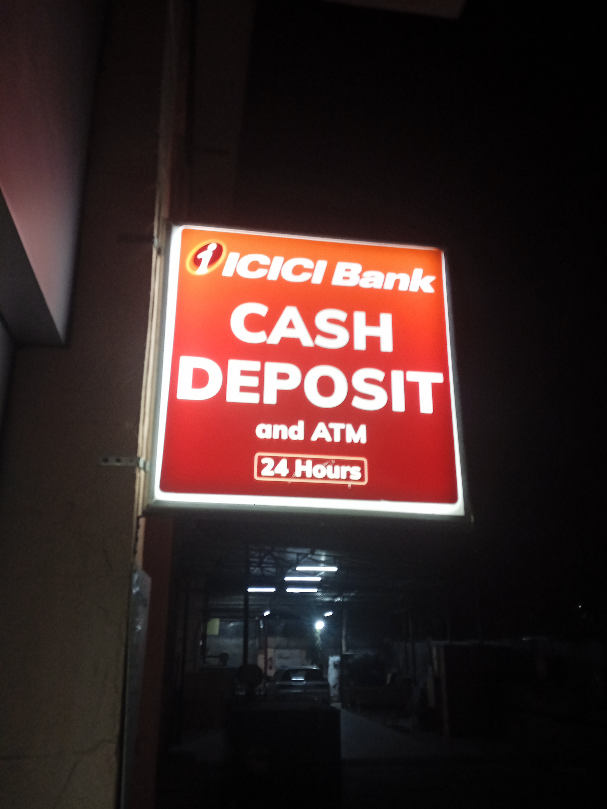 ICICI Bank
CASH
DEPOSIT
and ATM
24 Hours